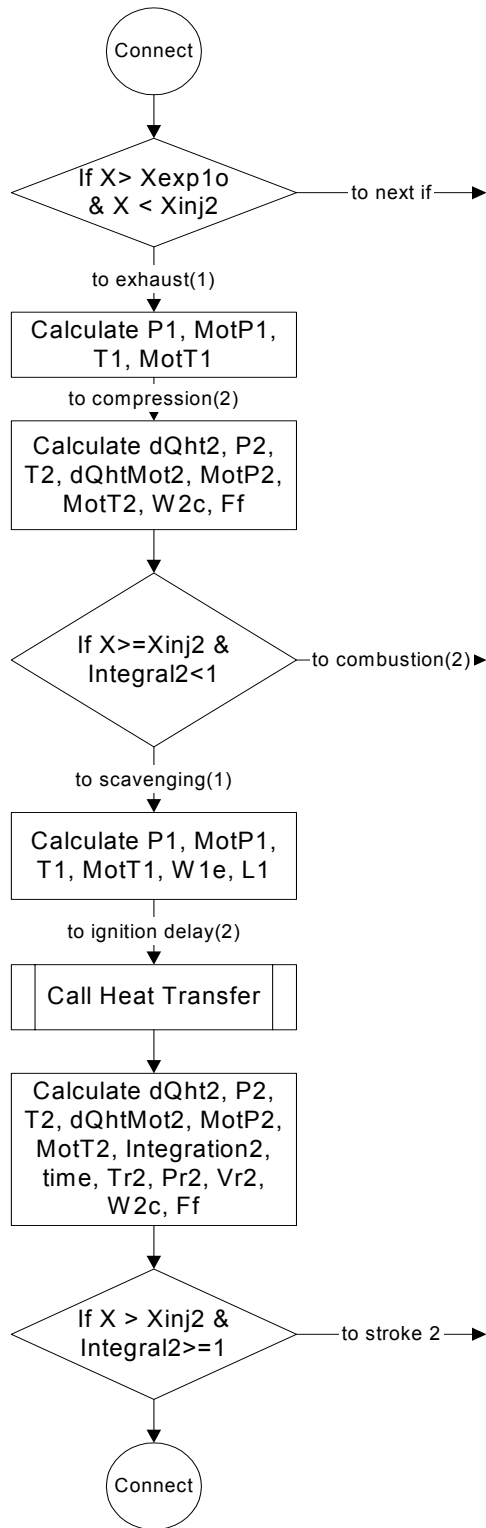 Connect
If X> Xexp1o
& X < Xinj2
to next if
to exhaust(1)
Calculate P1, MotP1,
T1, MotT1
to compression(2)
Calculate dQht2, P2,
T2, dQhtMot2, MotP2,
MotT2, W2c, Ff
If X>=Xinj2 &
Integral2<1
to combustion(2)
to scavenging(1)
Calculate P1, MotP1,
T1, MotT1, W1e, L1
to ignition delay(2)
Call Heat Transfer
Calculate dQht2, P2,
T2, dQhtMot2, MotP2,
MotT2, Integration2,
time, Tr2, Pr2, Vr2,
W2c, Ff
If X > Xinj2 &
Integral2>=1
to stroke 2
Connect